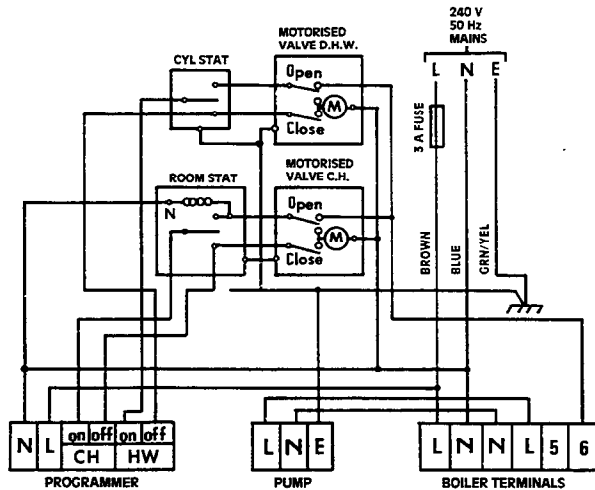 240 V
50 Hz
MAINS
L N E
MOTORISED
VALVE D.H.W.
CYL STAT
Open
M
Close
3 A FUSE
MOTORISED
VALVE C.H.
ROOM STAT
N
Open
M
Close
BROWN
BLUE
GRN/YEL
N L on off on off
CH HW
PROGRAMMER
L N E
PUMP
L N N L 5 6
BOILER TERMINALS